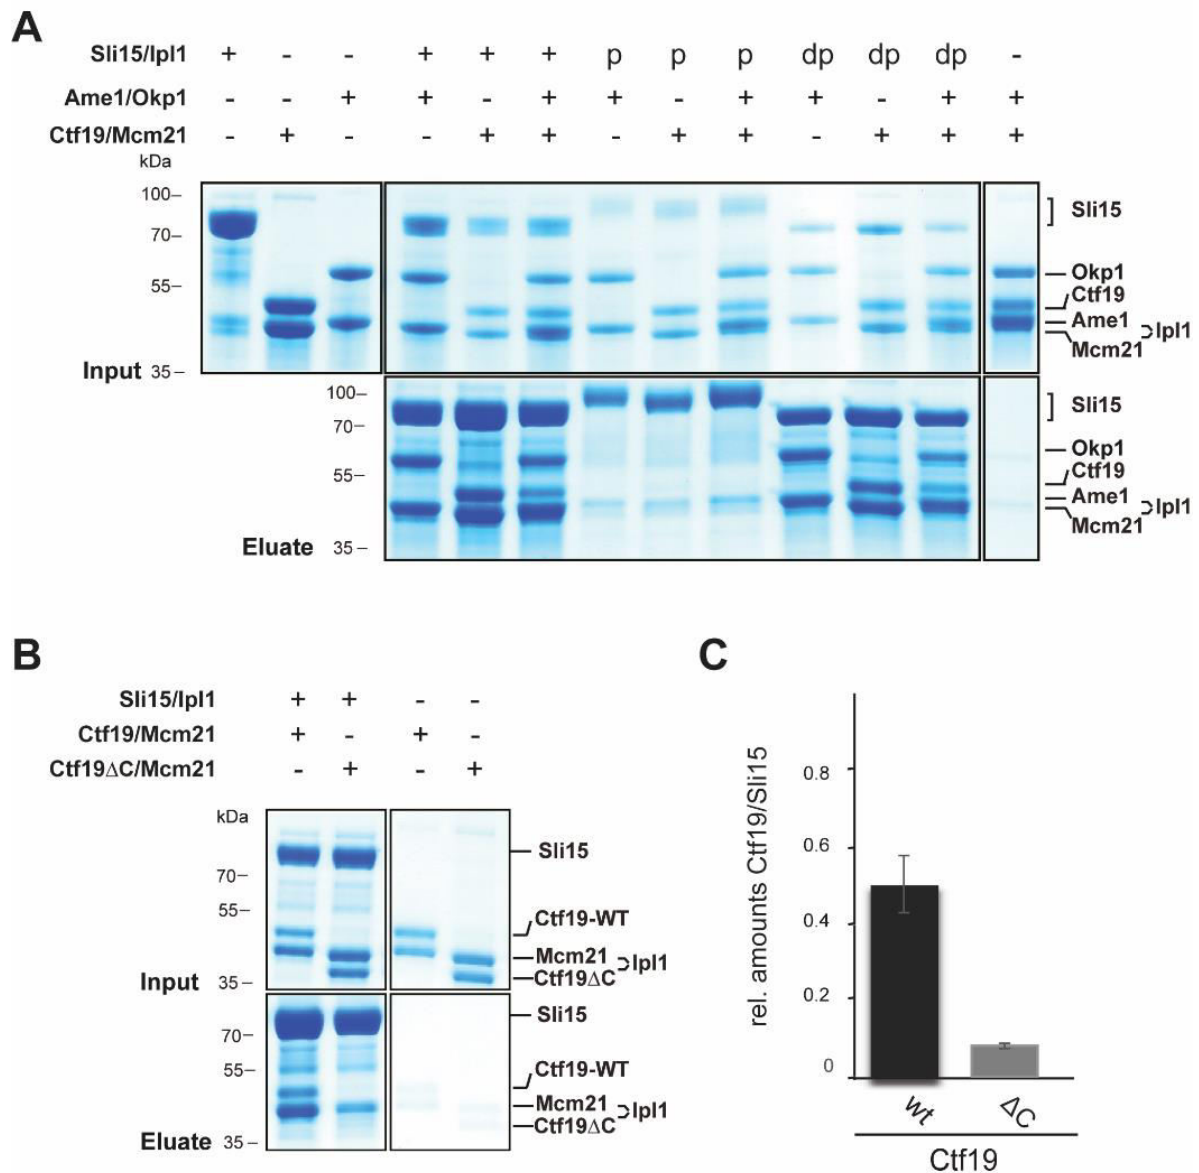 A
Sli15/Ipl1 + - - + + + p p p dp dp dp -
Ame1/Okp1 - - + + - + + - + + - + +
Ctf19/Mcm21 - + - - + + - + + - + + +
kDa
100–
70–
55–
35–
Input
Sli15
Okp1
Ctf19
Ame1
Mcm21
Ipl1
100–
70–
55–
35–
Eluate
Sli15
Okp1
Ctf19
Ame1
Mcm21
Ipl1
B
Sli15/Ipl1 + + - -
Ctf19/Mcm21 + - + -
Ctf19ΔC/Mcm21 - + - +
kDa
70–
55–
35–
Input
Sli15
Ctf19-WT
Mcm21
Ipl1
Ctf19ΔC
70–
55–
35–
Eluate
Sli15
Ctf19-WT
Mcm21
Ipl1
Ctf19ΔC
C
rel. amounts Ctf19/Sli15
0.8
0.6
0.4
0.2
0
wt
ΔC
Ctf19